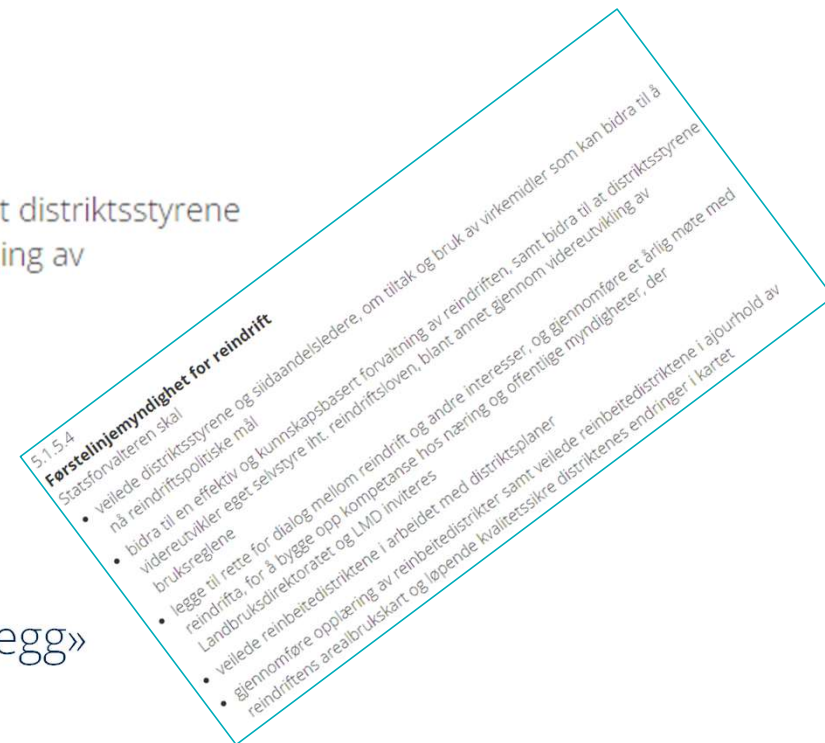 t distriktsstyrene
ing av
egg»
5.1.5.4
Førstelinjemyndighet for reindrift
Statsforvalteren skal
• veilede distriktsstyrene og siidaandelsledere, om tiltak og bruk av virkemidler som kan bidra til å
nå reindriftspolitiske mål
• bidra til en effektiv og kunnskapsbasert forvaltning av reindriften, samt bidra til at distriktsstyrene
videreutvikler eget selvstyre iht. reindriftsloven, blant annet gjennom videreutvikling av
bruksreglene
• legge til rette for dialog mellom reindrift og andre interesser, og gjennomføre et årlig møte med
reindrifta, for å bygge opp kompetanse hos næring og offentlige myndigheter, der
Landbruksdirektoratet og LMD inviteres
• veilede reinbeitedistriktene i arbeidet med distriktsplaner
• gjennomføre opplæring av reinbeitedistrikter samt veilede reinbeitedistriktene i ajourhold av
reindriftens arealbrukskart og løpende kvalitetssikre distriktenes endringer i kartet